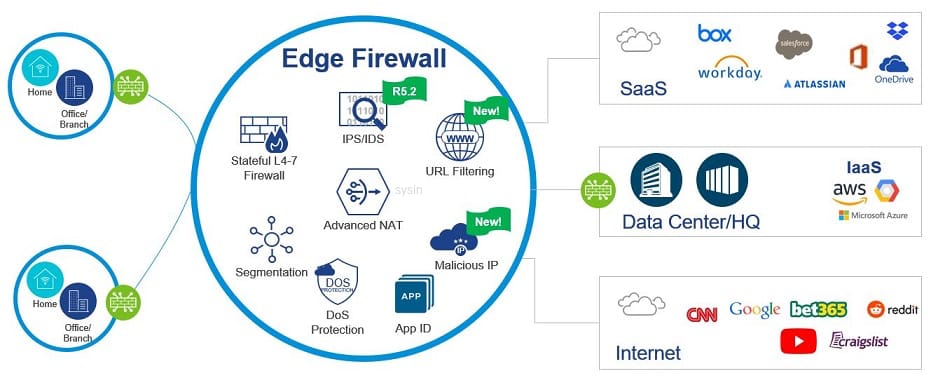 Home
Office/
Branch
Home
Office/
Branch
Edge Firewall
R5.2
1011010
1011010
IPS/IDS
New!
WWW
URL Filtering
Stateful L4-7
Firewall
sysin
Advanced NAT
New!
IP
Malicious IP
Segmentation
DOS
PROTECTION
DoS
Protection
APP
App ID
SaaS
box
workday.
salesforce
ATLASSIAN
OneDrive
Data Center/HQ
IaaS
aws
Microsoft Azure
Internet
CNN
Google
bet365
reddit
craigslist